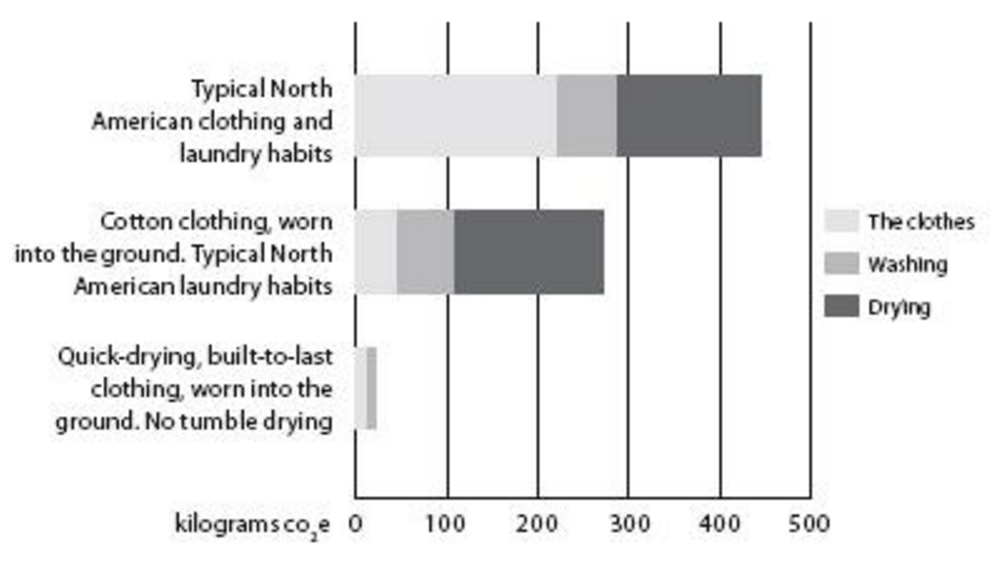 Typical North
American clothing and
laundry habits
Cotton clothing, worn
into the ground. Typical North
American laundry habits
Quick-drying, built-to-last
clothing, worn into the
ground. No tumble drying
The clothes
Washing
Drying
kilograms co₂e 0 100 200 300 400 500